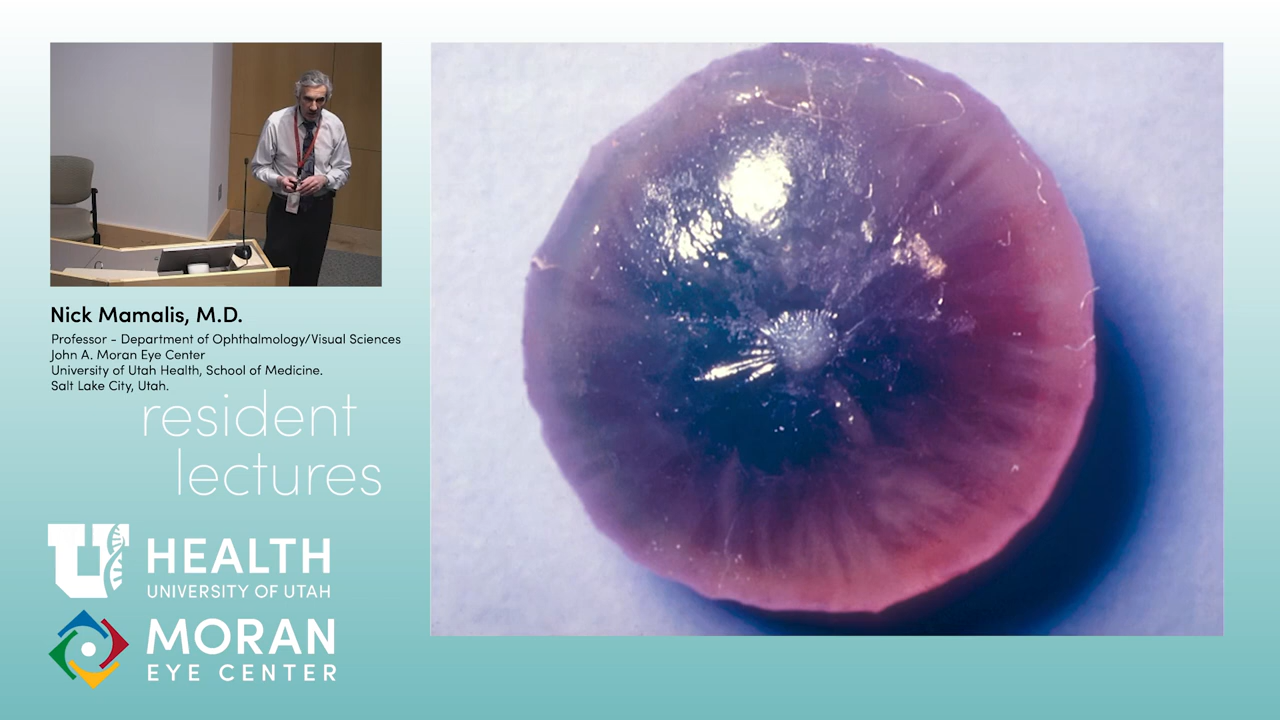 Nick Mamalis, M.D.
Professor - Department of Ophthalmology/Visual Sciences
John A. Moran Eye Center
University of Utah Health, School of Medicine.
Salt Lake City, Utah.
resident
lectures
U HEALTH
UNIVERSITY OF UTAH
MORAN
EYE CENTER